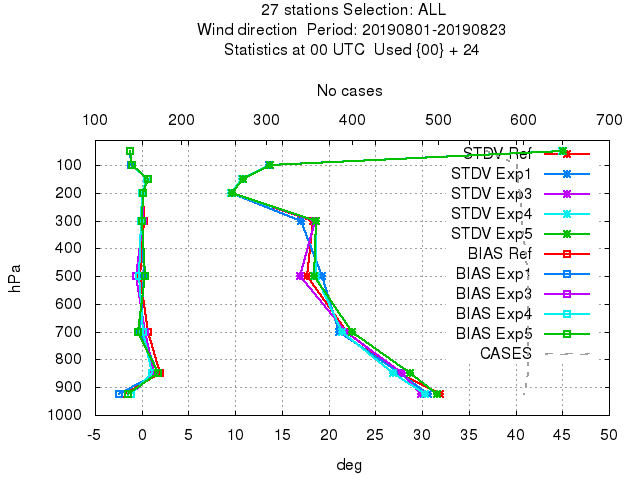 27 stations Selection: ALL
Wind direction  Period: 20190801-20190823
Statistics at 00 UTC  Used {00} + 24
No cases
100 200 300 400 500 600 700
STDV Ref
STDV Exp1
STDV Exp3
STDV Exp4
STDV Exp5
BIAS Ref
BIAS Exp1
BIAS Exp3
BIAS Exp4
BIAS Exp5
CASES
100
200
300
400
500
600
700
800
900
1000
hPa
-5 0 5 10 15 20 25 30 35 40 45 50
deg